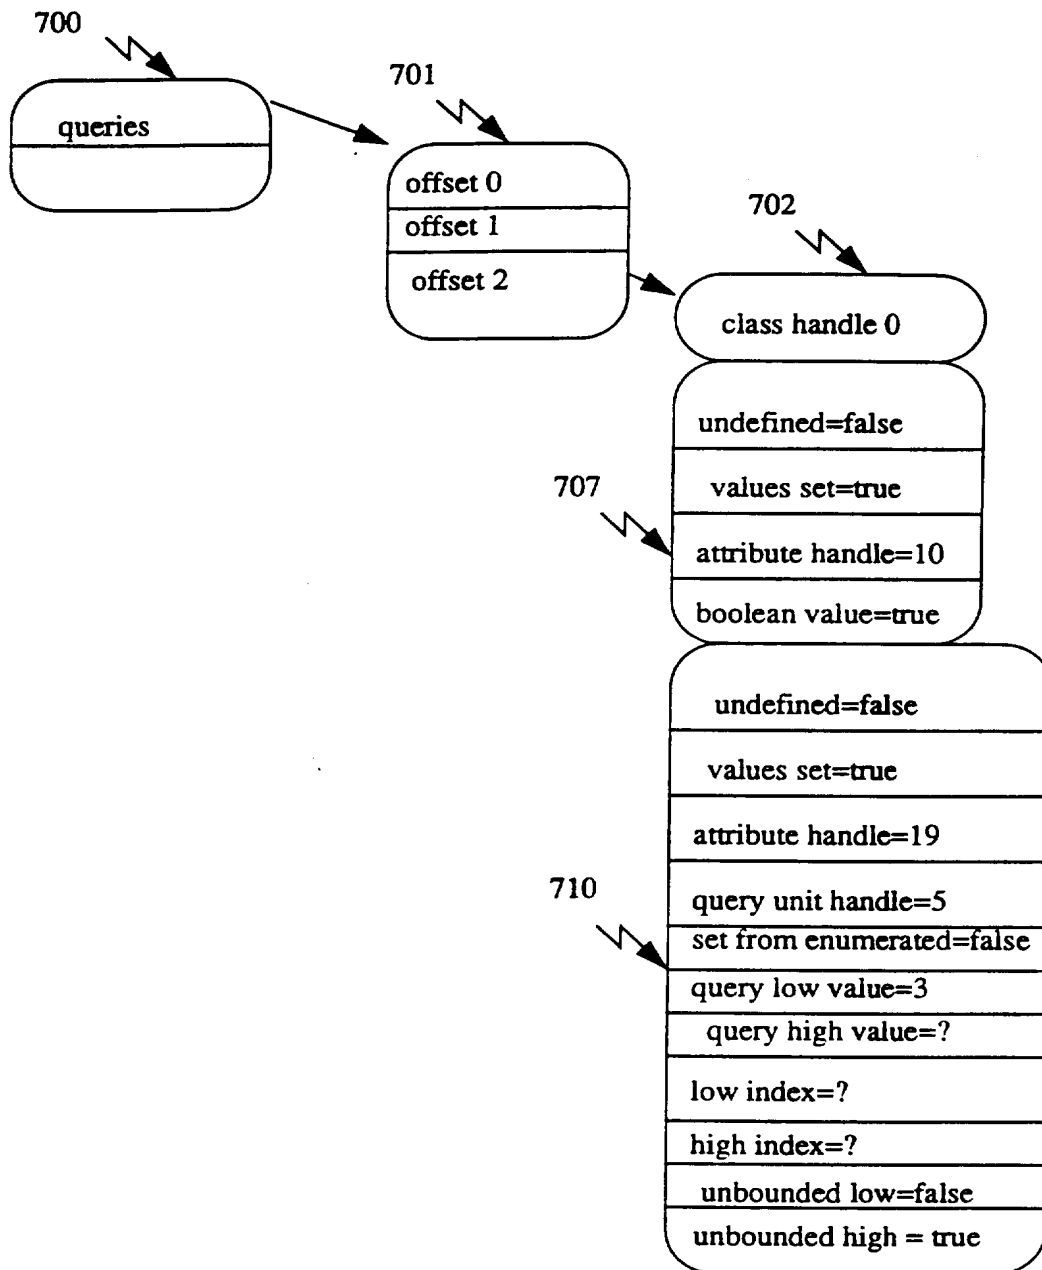 700
701
queries
offset 0
offset 1
offset 2
702
class handle 0
undefined=false
values set=true
707
attribute handle=10
boolean value=true
undefined=false
values set=true
attribute handle=19
710
query unit handle=5
set from enumerated=false
query low value=3
query high value=?
low index=?
high index=?
unbounded low=false
unbounded high = true